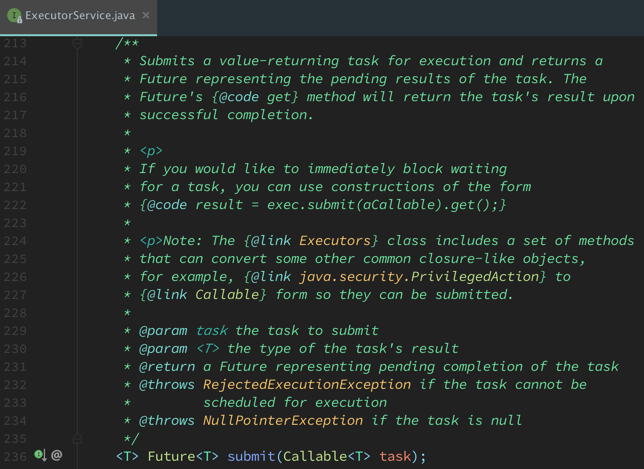 ExecutorService.java
213 /**
214 * Submits a value-returning task for execution and returns a
215 * Future representing the pending results of the task. The
216 * Future's {@code get} method will return the task's result upon
217 * successful completion.
218 *
219 * <p>
220 * If you would like to immediately block waiting
221 * for a task, you can use constructions of the form
222 * {@code result = exec.submit(aCallable).get();}
223 *
224 * <p>Note: The {@link Executors} class includes a set of methods
225 * that can convert some other common closure-like objects,
226 * for example, {@link java.security.PrivilegedAction} to
227 * {@link Callable} form so they can be submitted.
228 *
229 * @param task the task to submit
230 * @param <T> the type of the task's result
231 * @return a Future representing pending completion of the task
232 * @throws RejectedExecutionException if the task cannot be
233 * scheduled for execution
234 * @throws NullPointerException if the task is null
235 */
236 @ <T> Future<T> submit(Callable<T> task);